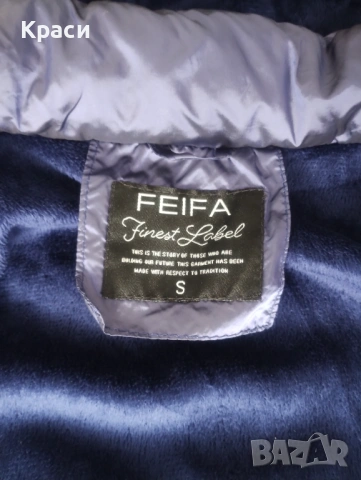 Краси
FEIFA
Finest Label
THIS IS THE STORY OF THOSE WHO ARE
BUILDING OUR FUTURE THIS GARMENT HAS BEEN
MADE WITH RESPECT TO TRADITION
S
BAZAR